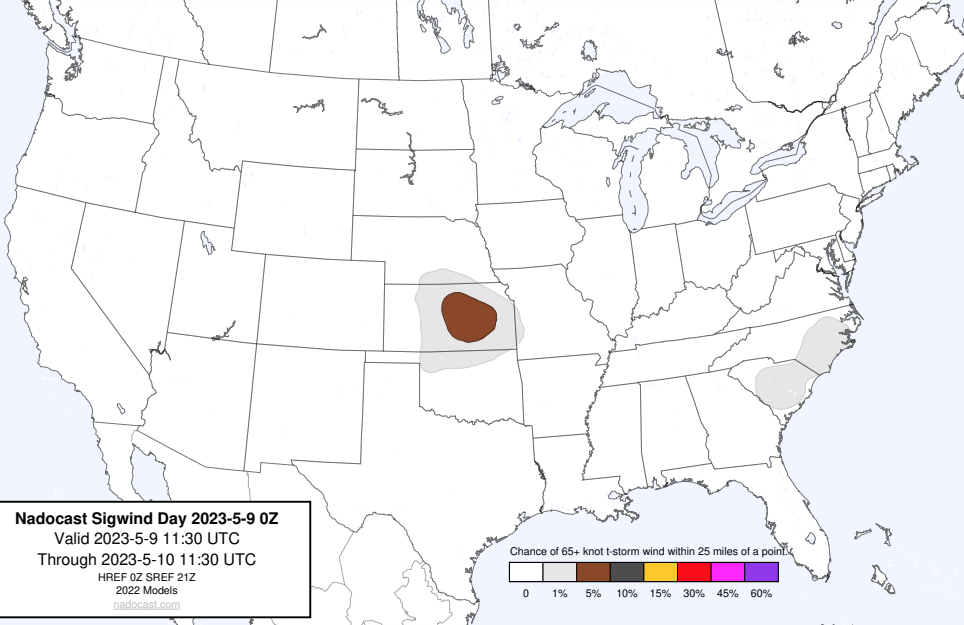 Nadocast Sigwind Day 2023-5-9 0Z
Valid 2023-5-9 11:30 UTC
Through 2023-5-10 11:30 UTC
HREF 0Z SREF 21Z
2022 Models
nadocast.com
Chance of 65+ knot t-storm wind within 25 miles of a point.
0 1% 5% 10% 15% 30% 45% 60%